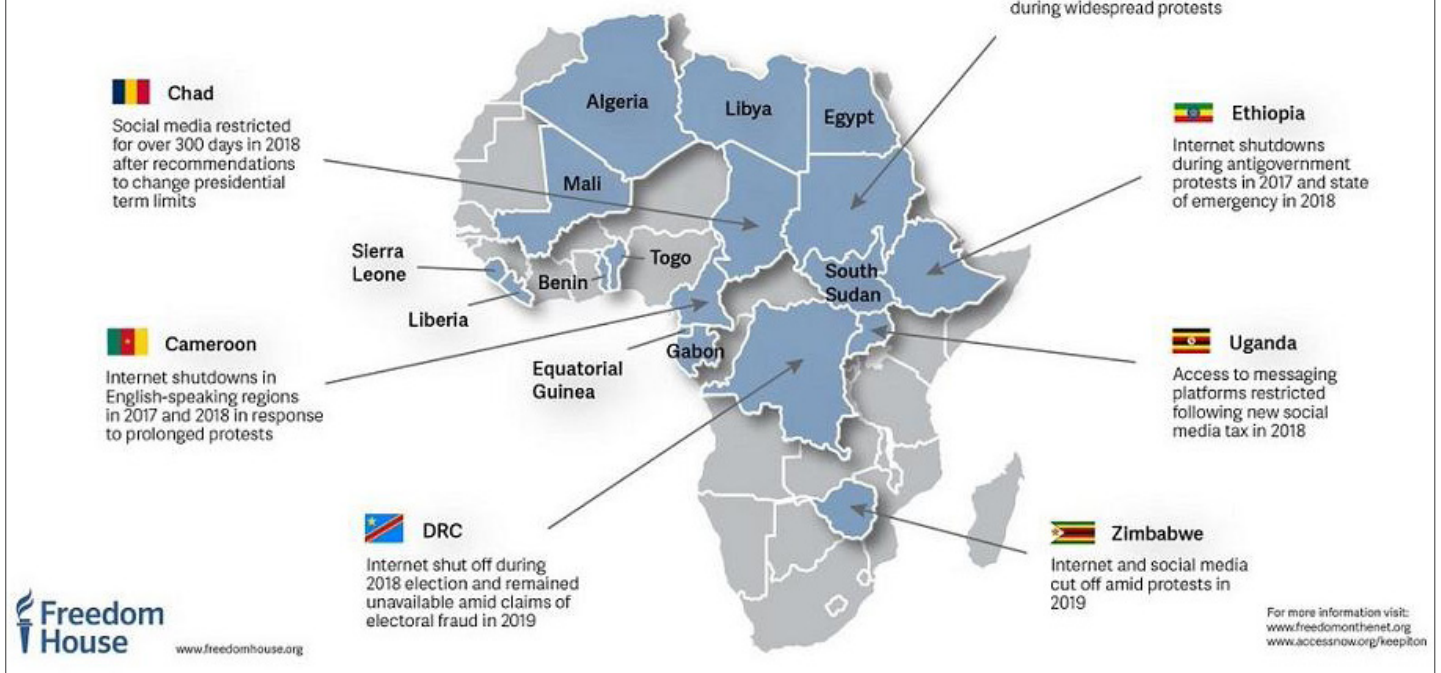 during widespread protests
Chad
Social media restricted
for over 300 days in 2018
after recommendations
to change presidential
term limits
Algeria
Libya
Egypt
Mali
Ethiopia
Internet shutdowns
during antigovernment
protests in 2017 and state
of emergency in 2018
Sierra
Leone
Liberia
Benin
Togo
South
Sudan
Cameroon
Internet shutdowns in
English-speaking regions
in 2017 and 2018 in response
to prolonged protests
Equatorial
Guinea
Gabon
Uganda
Access to messaging
platforms restricted
following new social
media tax in 2018
DRC
Internet shut off during
2018 election and remained
unavailable amid claims of
electoral fraud in 2019
Zimbabwe
Internet and social media
cut off amid protests in
2019
Freedom
House
www.freedomhouse.org
For more information visit:
www.freedomonthenet.org
www.accessnow.org/keepiton